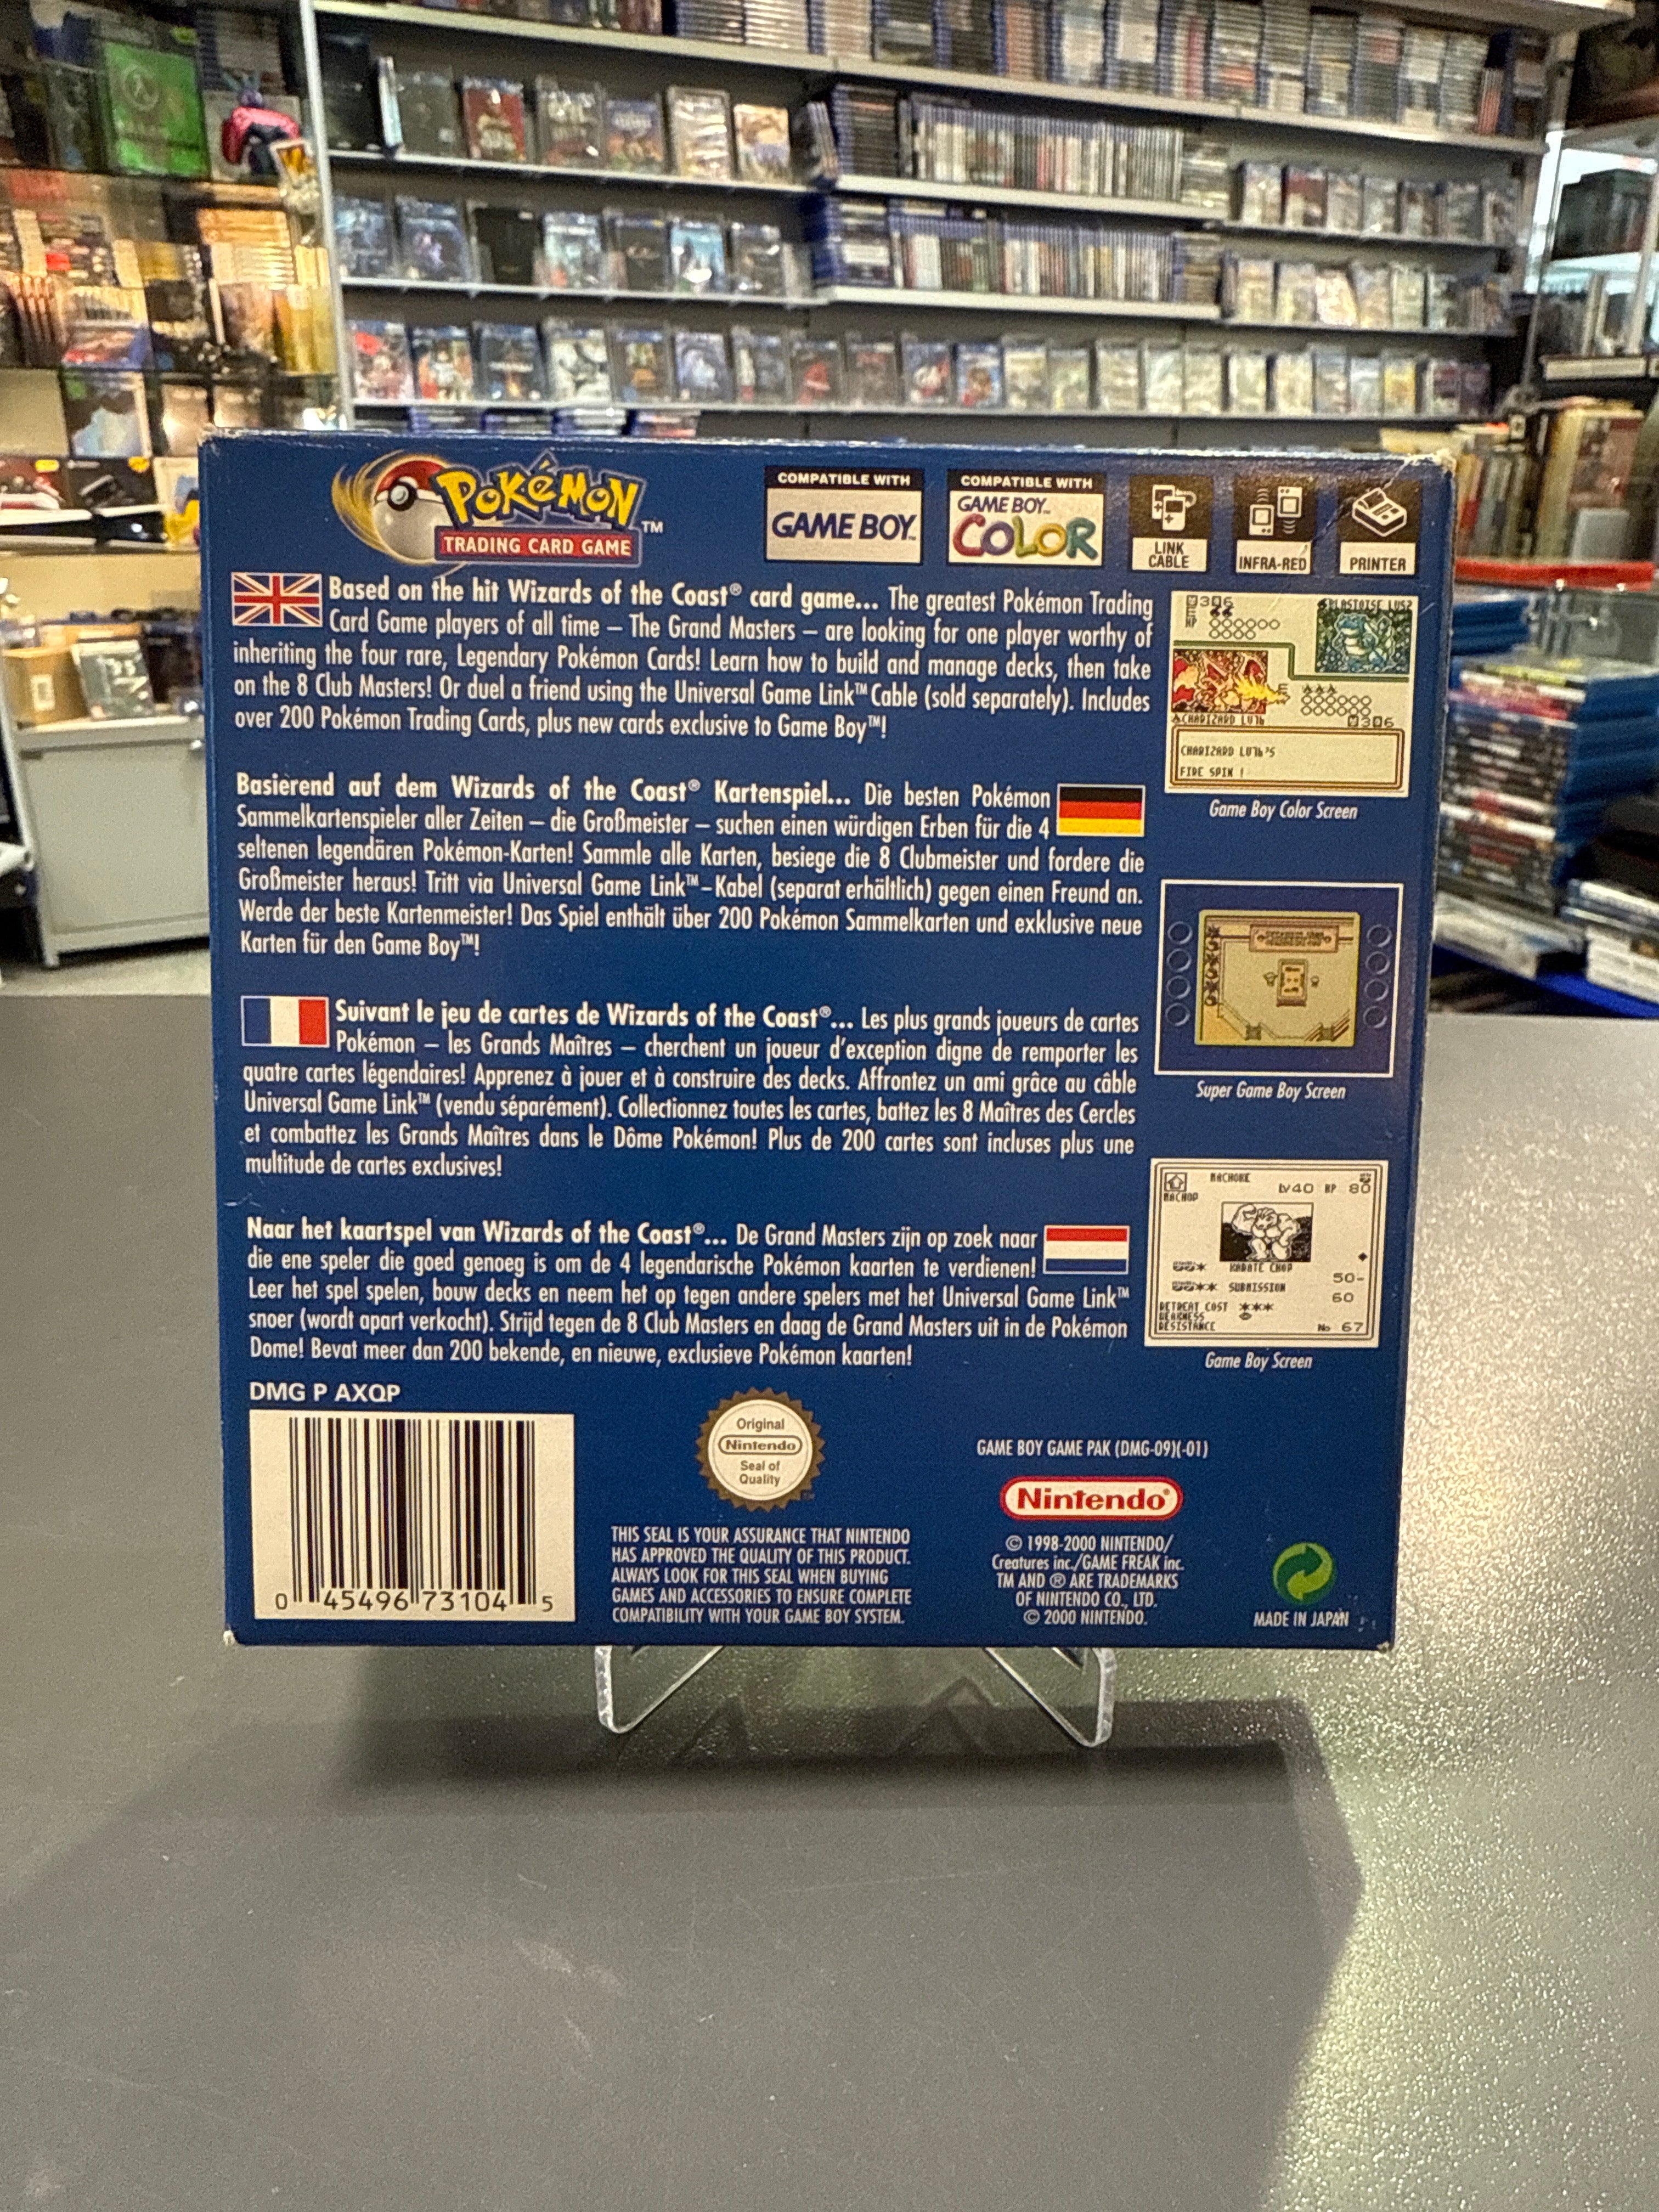 POKéMON™
TRADING CARD GAME
COMPATIBLE WITH
GAME BOY™
COMPATIBLE WITH
GAME BOY™
COLOR
LINK
CABLE
INFRA-RED
PRINTER
Based on the hit Wizards of the Coast® card game... The greatest Pokémon Trading
Card Game players of all time – The Grand Masters – are looking for one player worthy of
inheriting the four rare, Legendary Pokémon Cards! Learn how to build and manage decks, then take
on the 8 Club Masters! Or duel a friend using the Universal Game Link™ Cable (sold separately). Includes
over 200 Pokémon Trading Cards, plus new cards exclusive to Game Boy™!
CHARIZARD LV76
CHARIZARD LV76'S
FIRE SPIN !
Game Boy Color Screen
Basierend auf dem Wizards of the Coast® Kartenspiel... Die besten Pokémon
Sammelkartenspieler aller Zeiten – die Großmeister – suchen einen würdigen Erben für die 4
seltenen legendären Pokémon-Karten! Sammle alle Karten, besiege die 8 Clubmeister und fordere die
Großmeister heraus! Tritt via Universal Game Link™-Kabel (separat erhältlich) gegen einen Freund an.
Werde der beste Kartenmeister! Das Spiel enthält über 200 Pokémon Sammelkarten und exklusive neue
Karten für den Game Boy™!
Super Game Boy Screen
Suivant le jeu de cartes de Wizards of the Coast®... Les plus grands joueurs de cartes
Pokémon – les Grands Maîtres – cherchent un joueur d'exception digne de remporter les
quatre cartes légendaires! Apprenez à jouer et à construire des decks. Affrontez un ami grâce au câble
Universal Game Link™ (vendu séparément). Collectionnez toutes les cartes, battez les 8 Maîtres des Cercles
et combattez les Grands Maîtres dans le Dôme Pokémon! Plus de 200 cartes sont incluses plus une
multitude de cartes exclusives!
MACHOKE
LV40 HP 80
MACHOP
KARATE CHOP
50-
SUBMISSION
60
RETREAT COST
WEAKNESS
RESISTANCE
No 67
Game Boy Screen
Naar het kaartspel van Wizards of the Coast®... De Grand Masters zijn op zoek naar
die ene speler die goed genoeg is om de 4 legendarische Pokémon kaarten te verdienen!
Leer het spel spelen, bouw decks en neem het op tegen andere spelers met het Universal Game Link™
snoer (wordt apart verkocht). Strijd tegen de 8 Club Masters en daag de Grand Masters uit in de Pokémon
Dome! Bevat meer dan 200 bekende, en nieuwe, exclusieve Pokémon kaarten!
DMG P AXQP
0 45496 73104 5
Original
Nintendo
Seal of
Quality
THIS SEAL IS YOUR ASSURANCE THAT NINTENDO
HAS APPROVED THE QUALITY OF THIS PRODUCT.
ALWAYS LOOK FOR THIS SEAL WHEN BUYING
GAMES AND ACCESSORIES TO ENSURE COMPLETE
COMPATIBILITY WITH YOUR GAME BOY SYSTEM.
GAME BOY GAME PAK (DMG-09)(-01)
Nintendo®
© 1998-2000 NINTENDO/
Creatures inc./GAME FREAK inc.
TM AND ® ARE TRADEMARKS
OF NINTENDO CO., LTD.
© 2000 NINTENDO.
MADE IN JAPAN